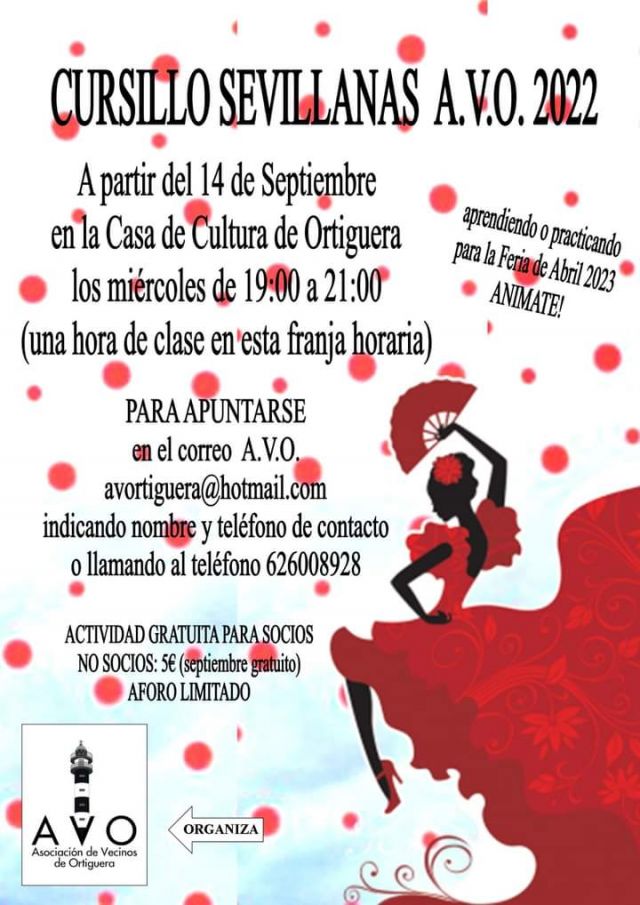 CURSILLO SEVILLANAS A.V.O. 2022
A partir del 14 de Septiembre
en la Casa de Cultura de Ortiguera
los miércoles de 19:00 a 21:00
(una hora de clase en esta franja horaria)
aprendiendo o practicando
para la Feria de Abril 2023
ANIMATE!
PARA APUNTARSE
en el correo A.V.O.
avortiguera@hotmail.com
indicando nombre y teléfono de contacto
o llamando al teléfono 626008928
ACTIVIDAD GRATUITA PARA SOCIOS
NO SOCIOS: 5€ (septiembre gratuito)
AFORO LIMITADO
AVO
Asociación de Vecinos
de Ortiguera
ORGANIZA